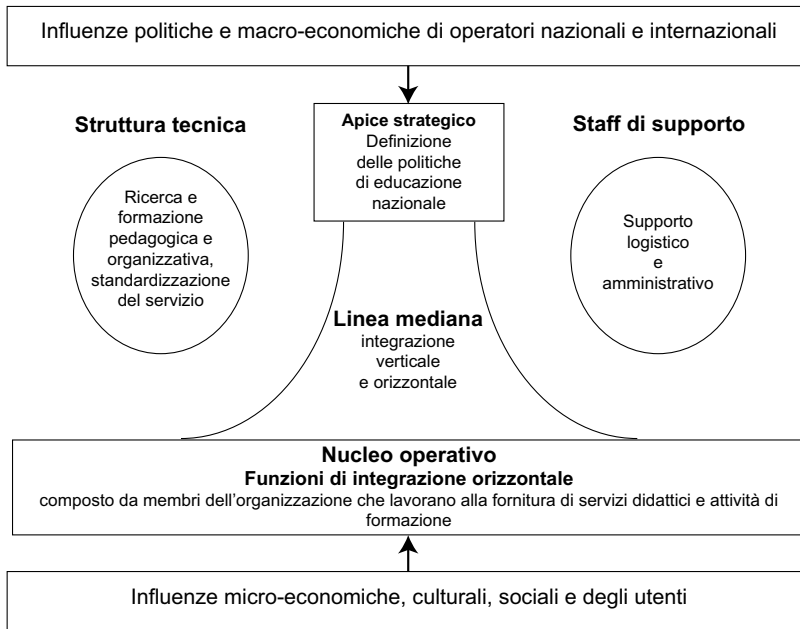 Influenze politiche e macro-economiche di operatori nazionali e internazionali
Struttura tecnica
Ricerca e
formazione
pedagogica e
organizzativa,
standardizzazione
del servizio
Apice strategico
Definizione
delle politiche
di educazione
nazionale
Staff di supporto
Supporto
logistico
e
amministrativo
Linea mediana
integrazione
verticale
e orizzontale
Nucleo operativo
Funzioni di integrazione orizzontale
composto da membri dell’organizzazione che lavorano alla fornitura di servizi didattici e attività di
formazione
Influenze micro-economiche, culturali, sociali e degli utenti